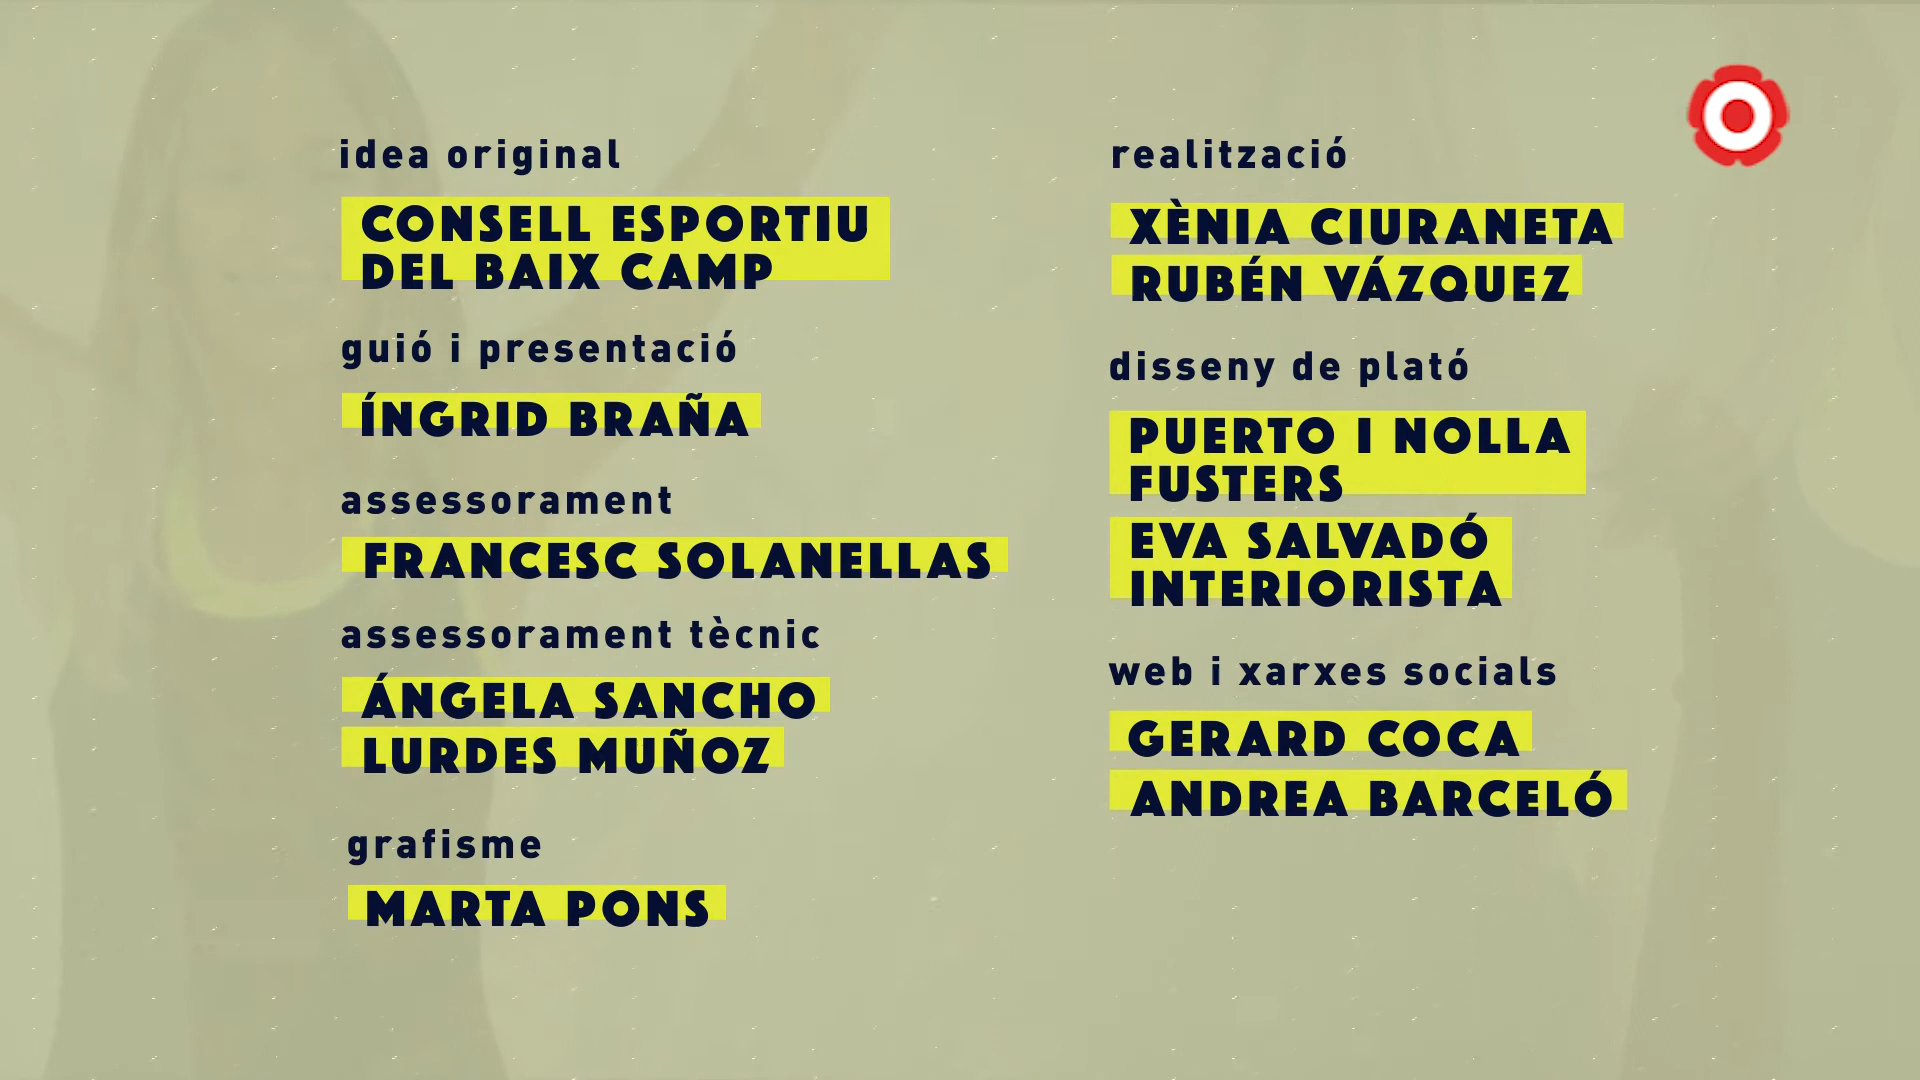 idea original
CONSELL ESPORTIU
DEL BAIX CAMP
guió i presentació
ÍNGRID BRAÑA
assessorament
FRANCESC SOLANELLAS
assessorament tècnic
ÁNGELA SANCHO
LURDES MUÑOZ
grafisme
MARTA PONS
realització
XÈNIA CIURANETA
RUBÉN VÁZQUEZ
disseny de plató
PUERTO I NOLLA
FUSTERS
EVA SALVADÓ
INTERIORISTA
web i xarxes socials
GERARD COCA
ANDREA BARCELÓ